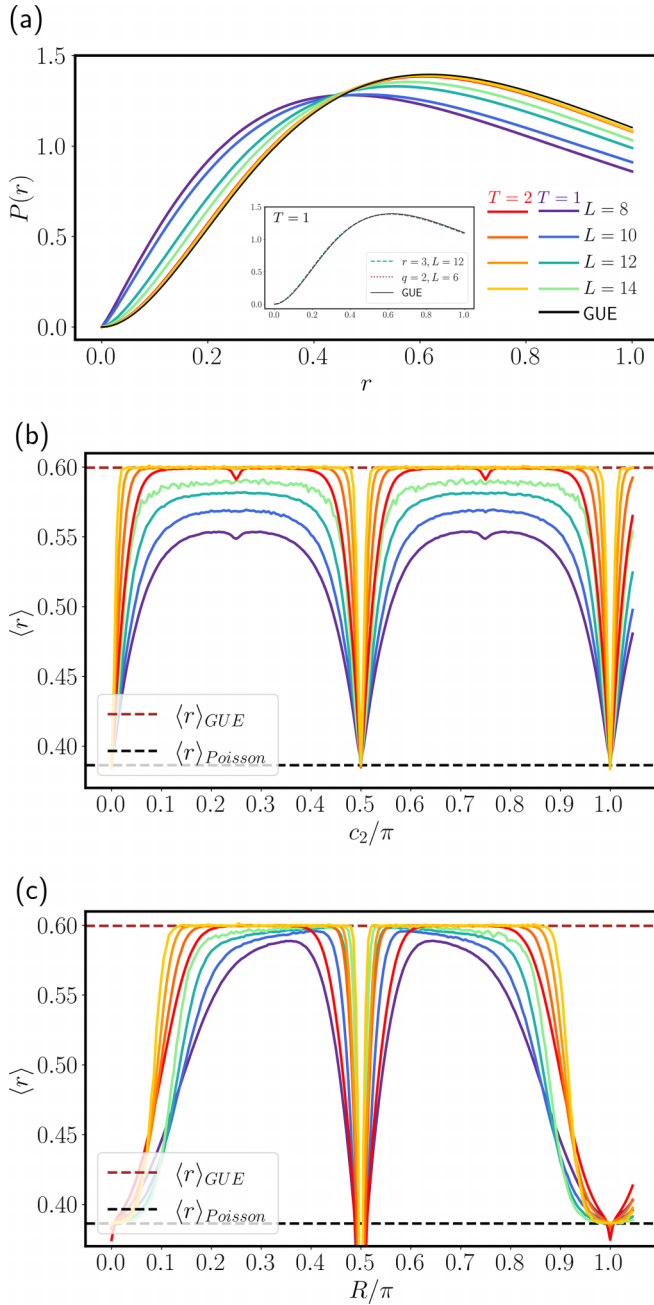 (a)
1.5
1.0
0.5
0.0
P(r)
T = 1
1.5
1.0
0.5
0.0
r = 3, L = 12
q = 2, L = 6
GUE
0.0 0.2 0.4 0.6 0.8 1.0
T = 2 T = 1
L = 8
L = 10
L = 12
L = 14
GUE
0.0 0.2 0.4 0.6 0.8 1.0
r
(b)
0.60
0.55
0.50
0.45
0.40
⟨r⟩
⟨r⟩GUE
⟨r⟩Poisson
0.0 0.1 0.2 0.3 0.4 0.5 0.6 0.7 0.8 0.9 1.0
c₂/π
(c)
0.60
0.55
0.50
0.45
0.40
⟨r⟩
⟨r⟩GUE
⟨r⟩Poisson
0.0 0.1 0.2 0.3 0.4 0.5 0.6 0.7 0.8 0.9 1.0
R/π